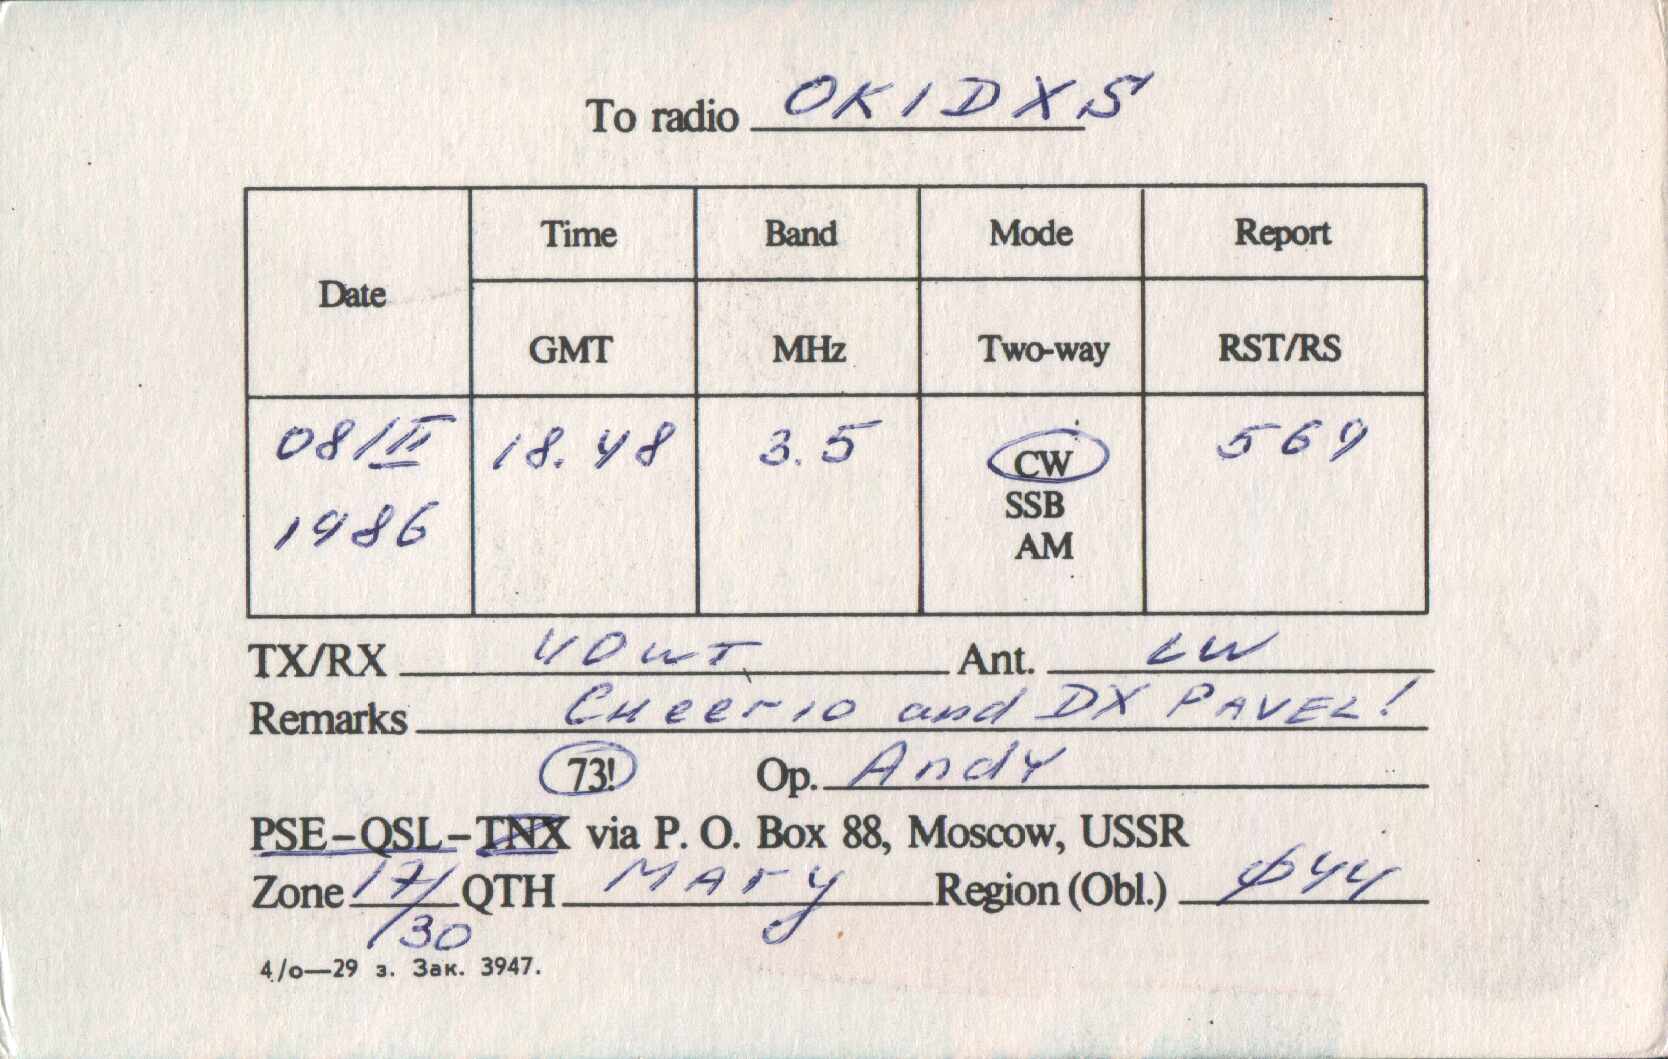 To radio OK1DXS
Date Time Band Mode Report
GMT MHz Two-way RST/RS
08/II 18.48 3.5 CW 569
1986 SSB
AM
TX/RX 40wT Ant. LW
Remarks CHeerio and DX PAVEL!
73! Op. Andy
PSE-QSL-TNX via P. O. Box 88, Moscow, USSR
Zone 17/30 QTH MAry Region (Obl.) Ø44
4/о—29 з. Зак. 3947.